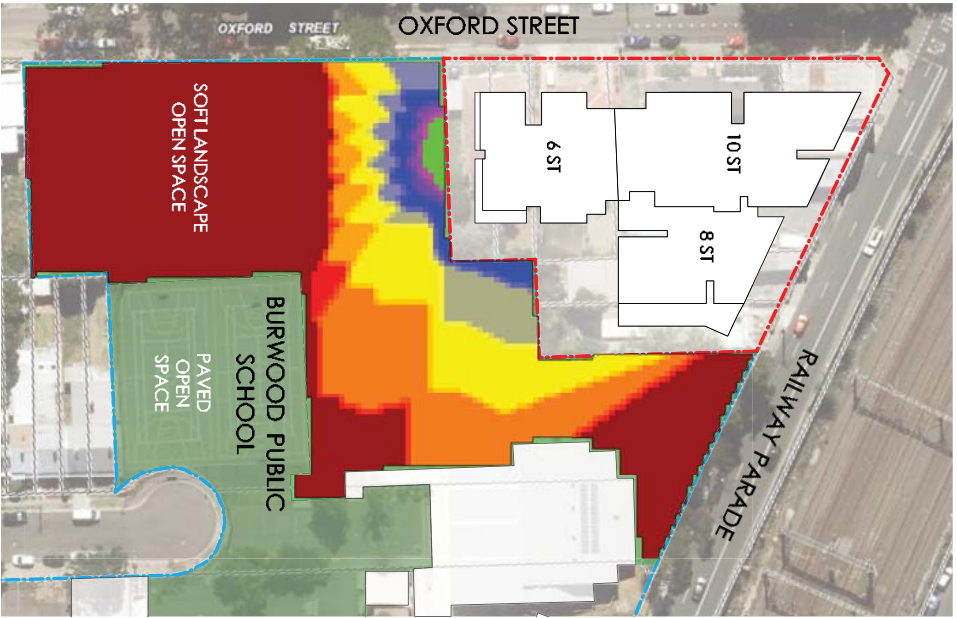 OXFORD STREET
OXFORD STREET
SOFT LANDSCAPE
OPEN SPACE
6 ST
10 ST
8 ST
BURWOOD PUBLIC
SCHOOL
PAVED
OPEN
SPACE
RAILWAY PARADE